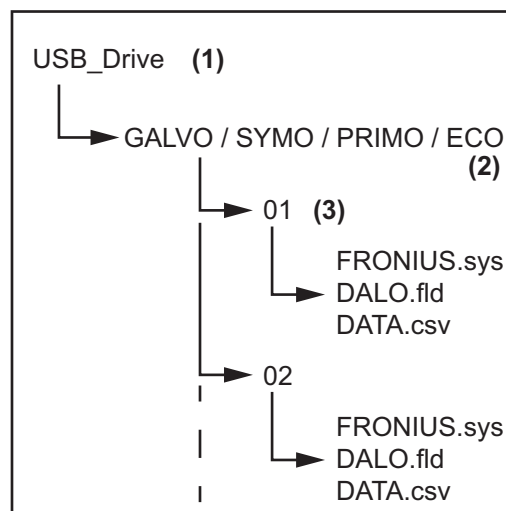 USB_Drive (1)
GALVO / SYMO / PRIMO / ECO
(2)
01 (3)
FRONIUS.sys
DALO.fld
DATA.csv
02
FRONIUS.sys
DALO.fld
DATA.csv